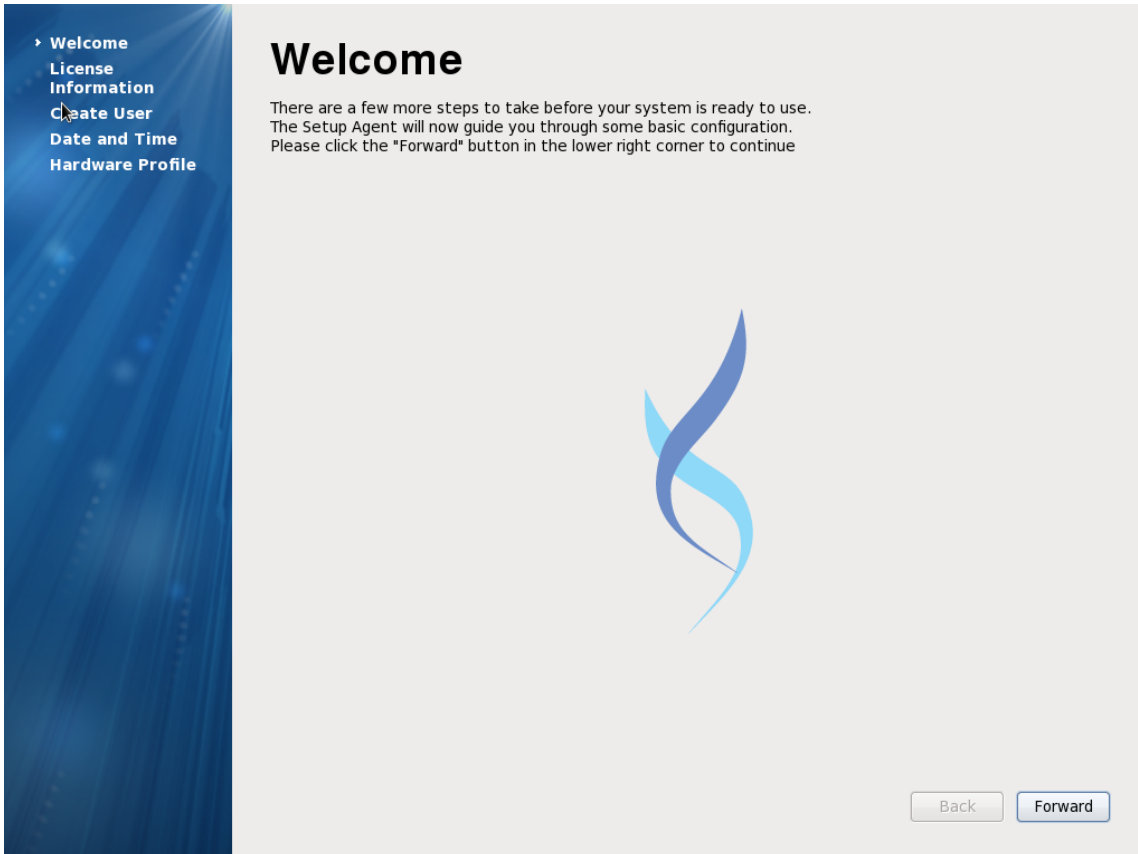 Welcome
License
Information
Create User
Date and Time
Hardware Profile
Welcome
There are a few more steps to take before your system is ready to use.
The Setup Agent will now guide you through some basic configuration.
Please click the "Forward" button in the lower right corner to continue
Back
Forward